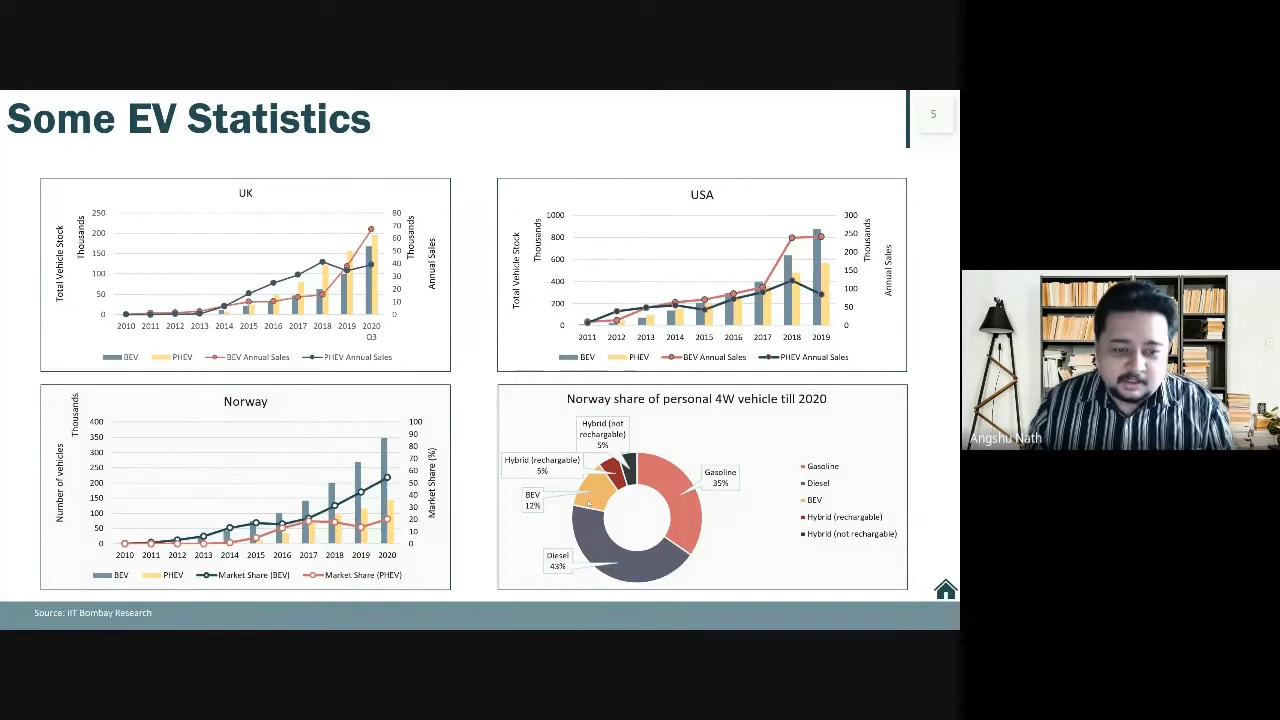 Some EV Statistics
5
UK
Total Vehicle Stock
Thousands
250
200
150
100
50
0
80
70
60
50
40
30
20
10
0
Thousands
Annual Sales
2010 2011 2012 2013 2014 2015 2016 2017 2018 2019 2020
Q3
BEV PHEV BEV Annual Sales PHEV Annual Sales
USA
Total Vehicle Stock
Thousands
1000
800
600
400
200
0
300
250
200
150
100
50
0
Thousands
Annual Sales
2011 2012 2013 2014 2015 2016 2017 2018 2019
BEV PHEV BEV Annual Sales PHEV Annual Sales
Norway
Number of vehicles
Thousands
400
350
300
250
200
150
100
50
0
100
90
80
70
60
50
40
30
20
10
0
Market Share (%)
2010 2011 2012 2013 2014 2015 2016 2017 2018 2019 2020
BEV PHEV Market Share (BEV) Market Share (PHEV)
Norway share of personal 4W vehicle till 2020
Hybrid (not
rechargable)
5%
Hybrid (rechargable)
5%
BEV
12%
Diesel
43%
Gasoline
35%
Gasoline
Diesel
BEV
Hybrid (rechargable)
Hybrid (not rechargable)
Source: IIT Bombay Research
Angshu Nath